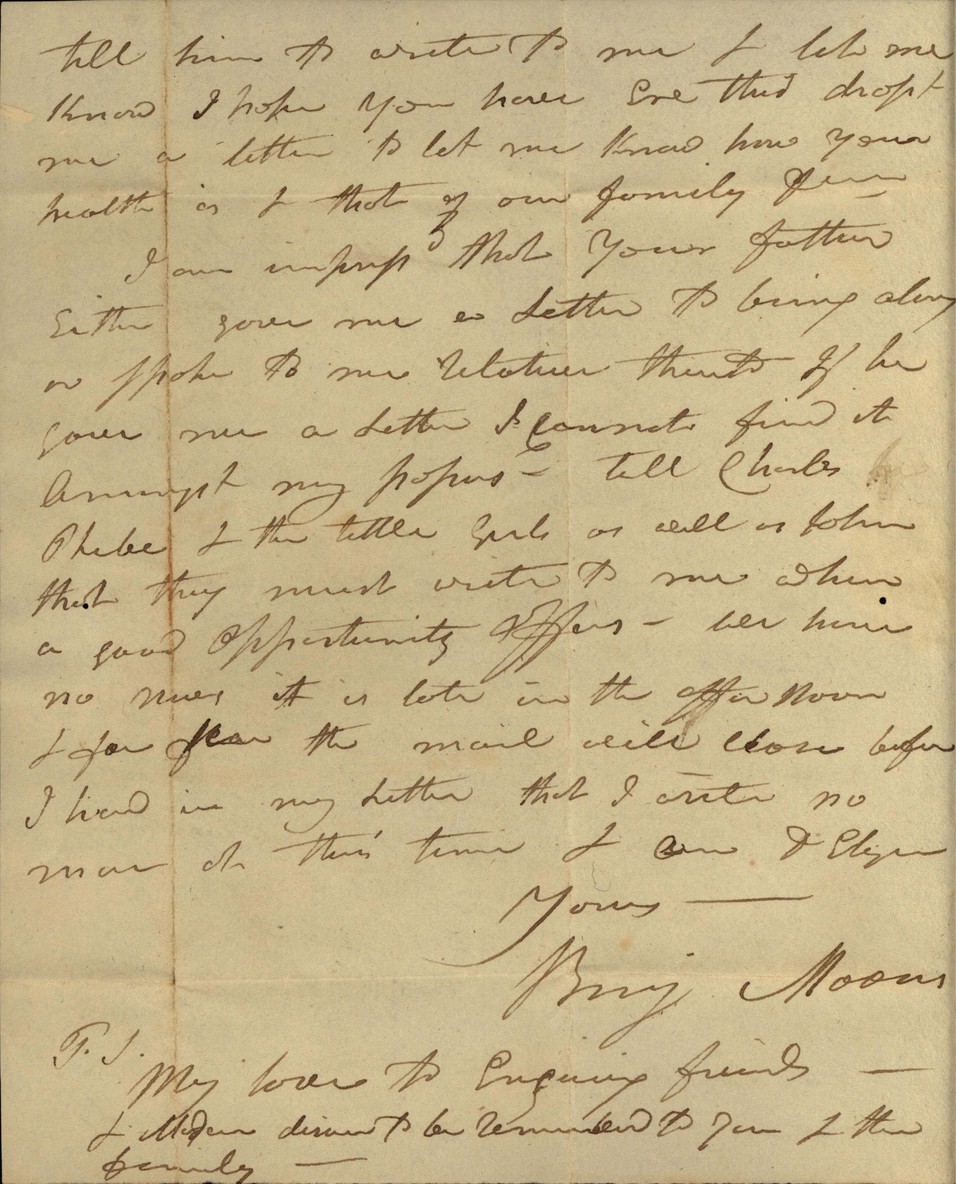 tell him to write to me & let me
Know I hope you have Ere this dropt
me a letter to let me Know how your
health is & that of our family
I am imprest that Your father
Either gave me a Letter to bring along
or spoke to me relative thereto If he
gave me a Letter I Cannot find it
Amongst my papers – tell Charles
Phebe & the little Girls as well as John
that they must write to me when
a good Opportunity Offers – we have
no news it is late in the afternoon
& for fear the mail will close before
I hand in my Letter that I write no
more at this time I am D Eliza
Yours —
Benj Mooers
P.S.
My love to Enquiring friends —
& desires to be remembered to You & the
family —